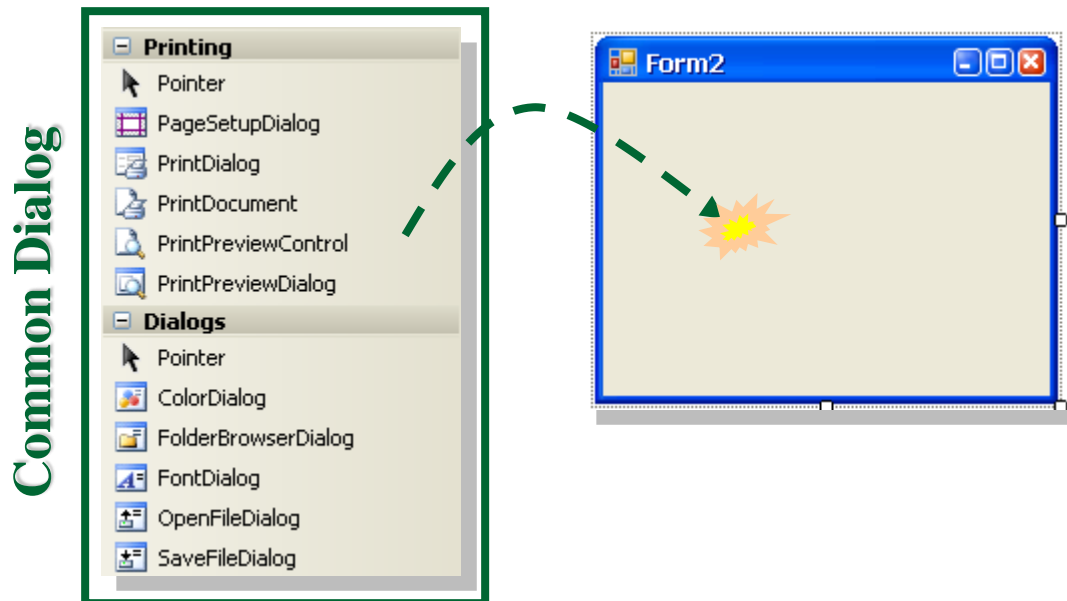 Common Dialog
Printing
Pointer
PageSetupDialog
PrintDialog
PrintDocument
PrintPreviewControl
PrintPreviewDialog
Dialogs
Pointer
ColorDialog
FolderBrowserDialog
FontDialog
OpenFileDialog
SaveFileDialog
Form2